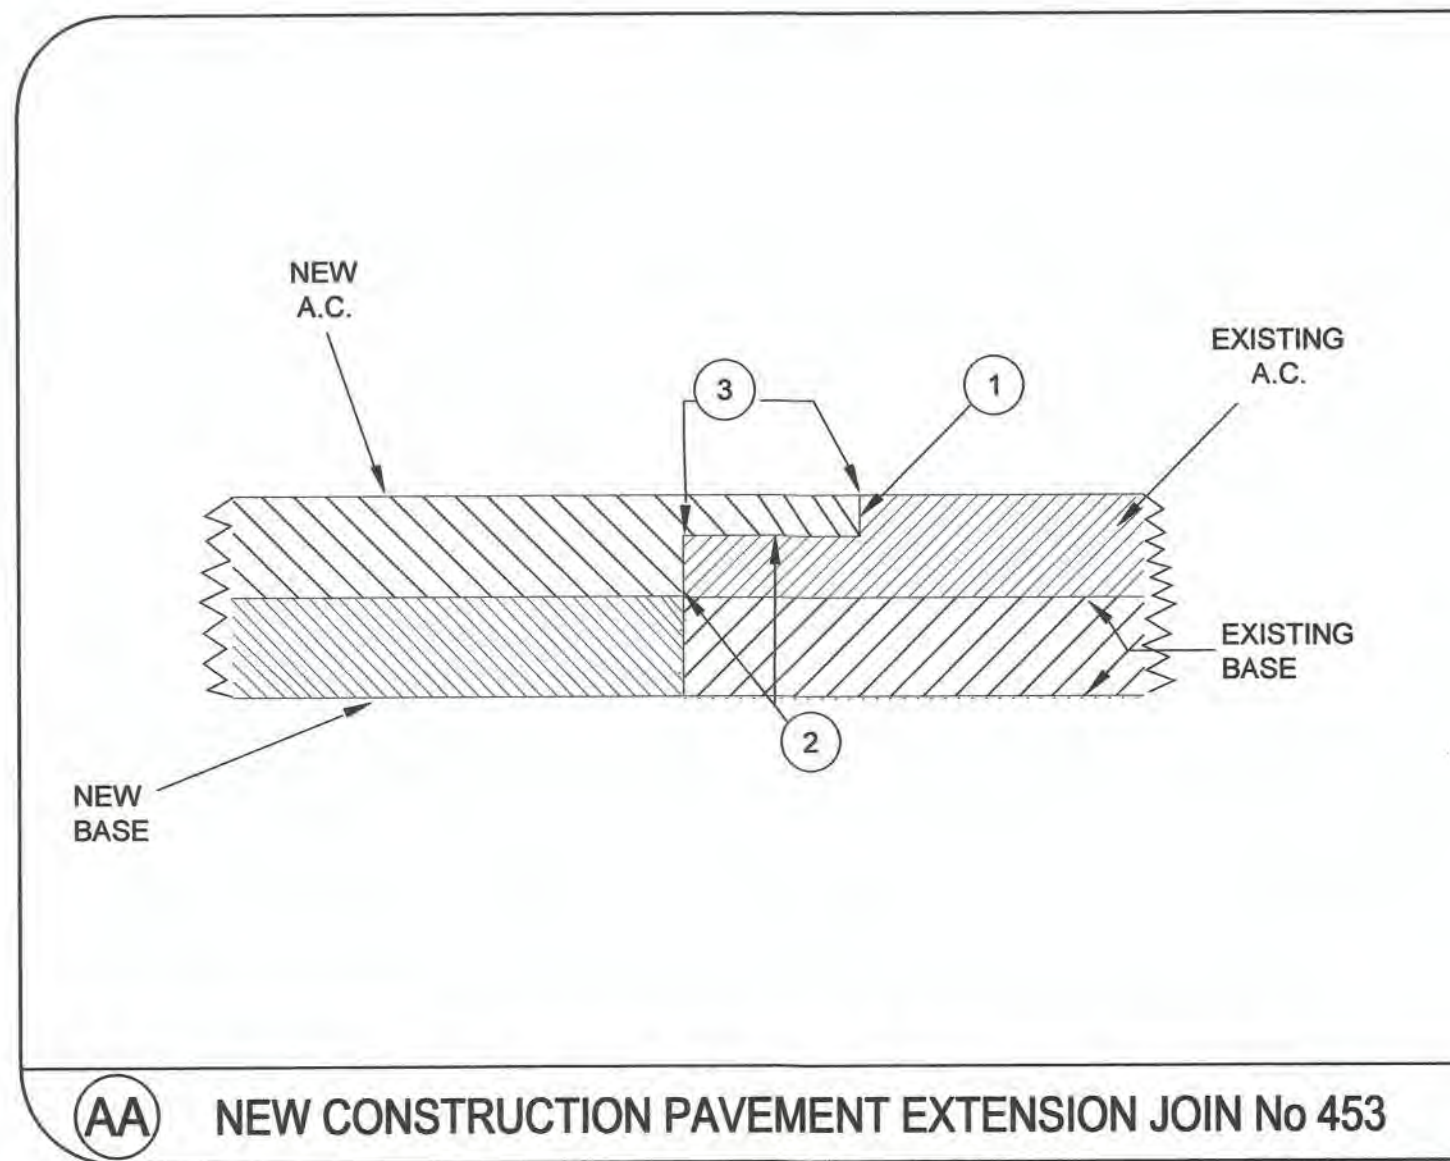 NEW
A.C.
EXISTING
A.C.
3
1
EXISTING
BASE
2
NEW
BASE
AA NEW CONSTRUCTION PAVEMENT EXTENSION JOIN No 453